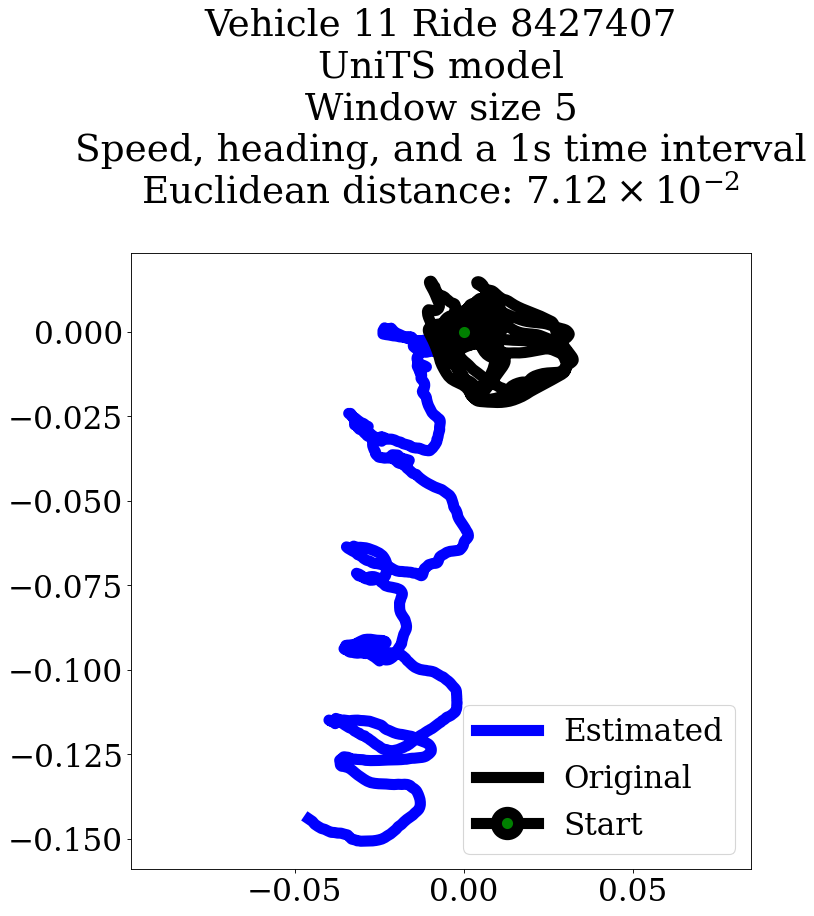 Vehicle 11 Ride 8427407
UniTS model
Window size 5
Speed, heading, and a 1s time interval
Euclidean distance: 7.12 × 10⁻²
0.000
−0.025
−0.050
−0.075
−0.100
−0.125
−0.150
Estimated
Original
Start
−0.05 0.00 0.05